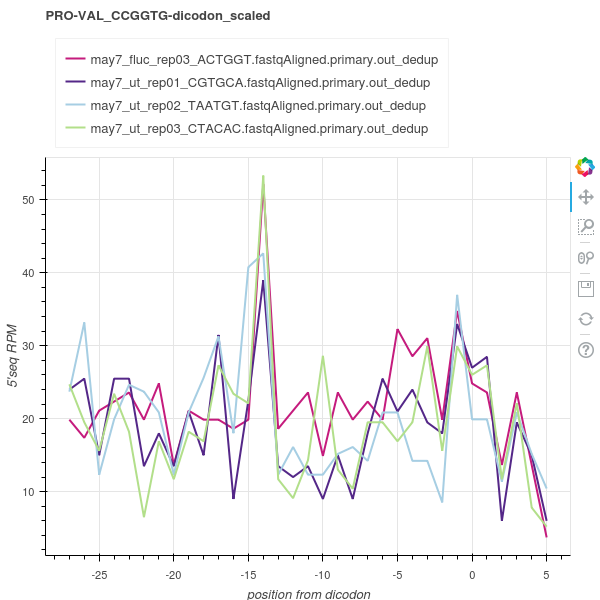 PRO-VAL_CCGGTG-dicodon_scaled
may7_fluc_rep03_ACTGGT.fastqAligned.primary.out_dedup
may7_ut_rep01_CGTGCA.fastqAligned.primary.out_dedup
may7_ut_rep02_TAATGT.fastqAligned.primary.out_dedup
may7_ut_rep03_CTACAC.fastqAligned.primary.out_dedup
50
40
30
20
10
5'seq RPM
-25 -20 -15 -10 -5 0 5
position from dicodon